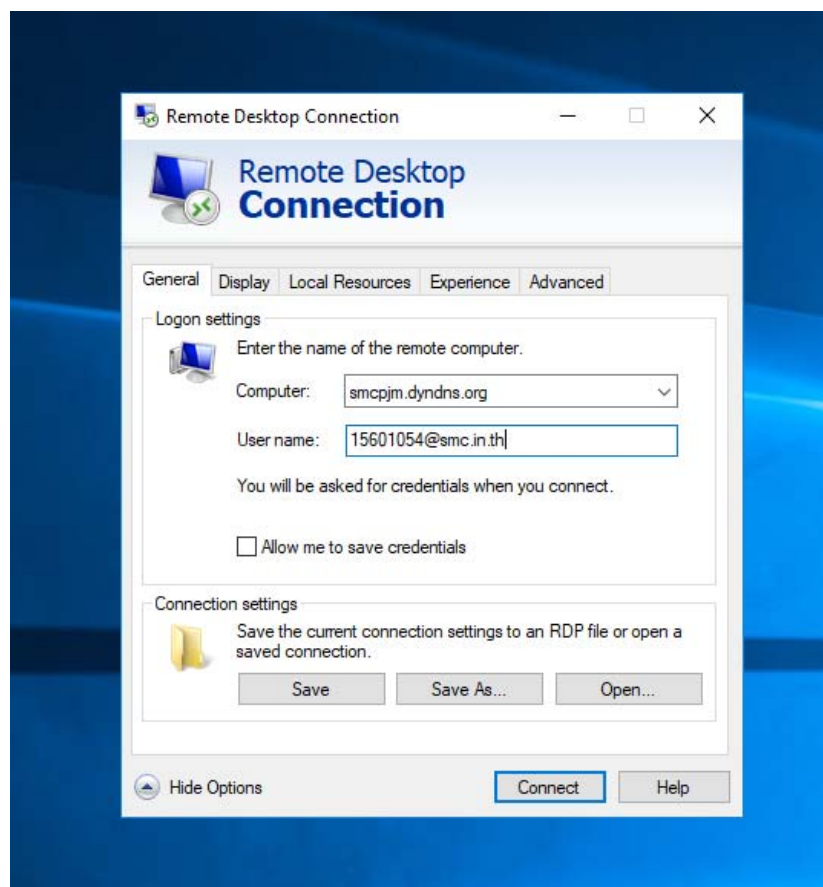 Remote Desktop Connection
Remote Desktop
Connection
General Display Local Resources Experience Advanced
Logon settings
Enter the name of the remote computer.
Computer: smcpjm.dyndns.org
User name: 15601054@smc.in.th
You will be asked for credentials when you connect.
Allow me to save credentials
Connection settings
Save the current connection settings to an RDP file or open a
saved connection.
Save Save As... Open...
Hide Options Connect Help